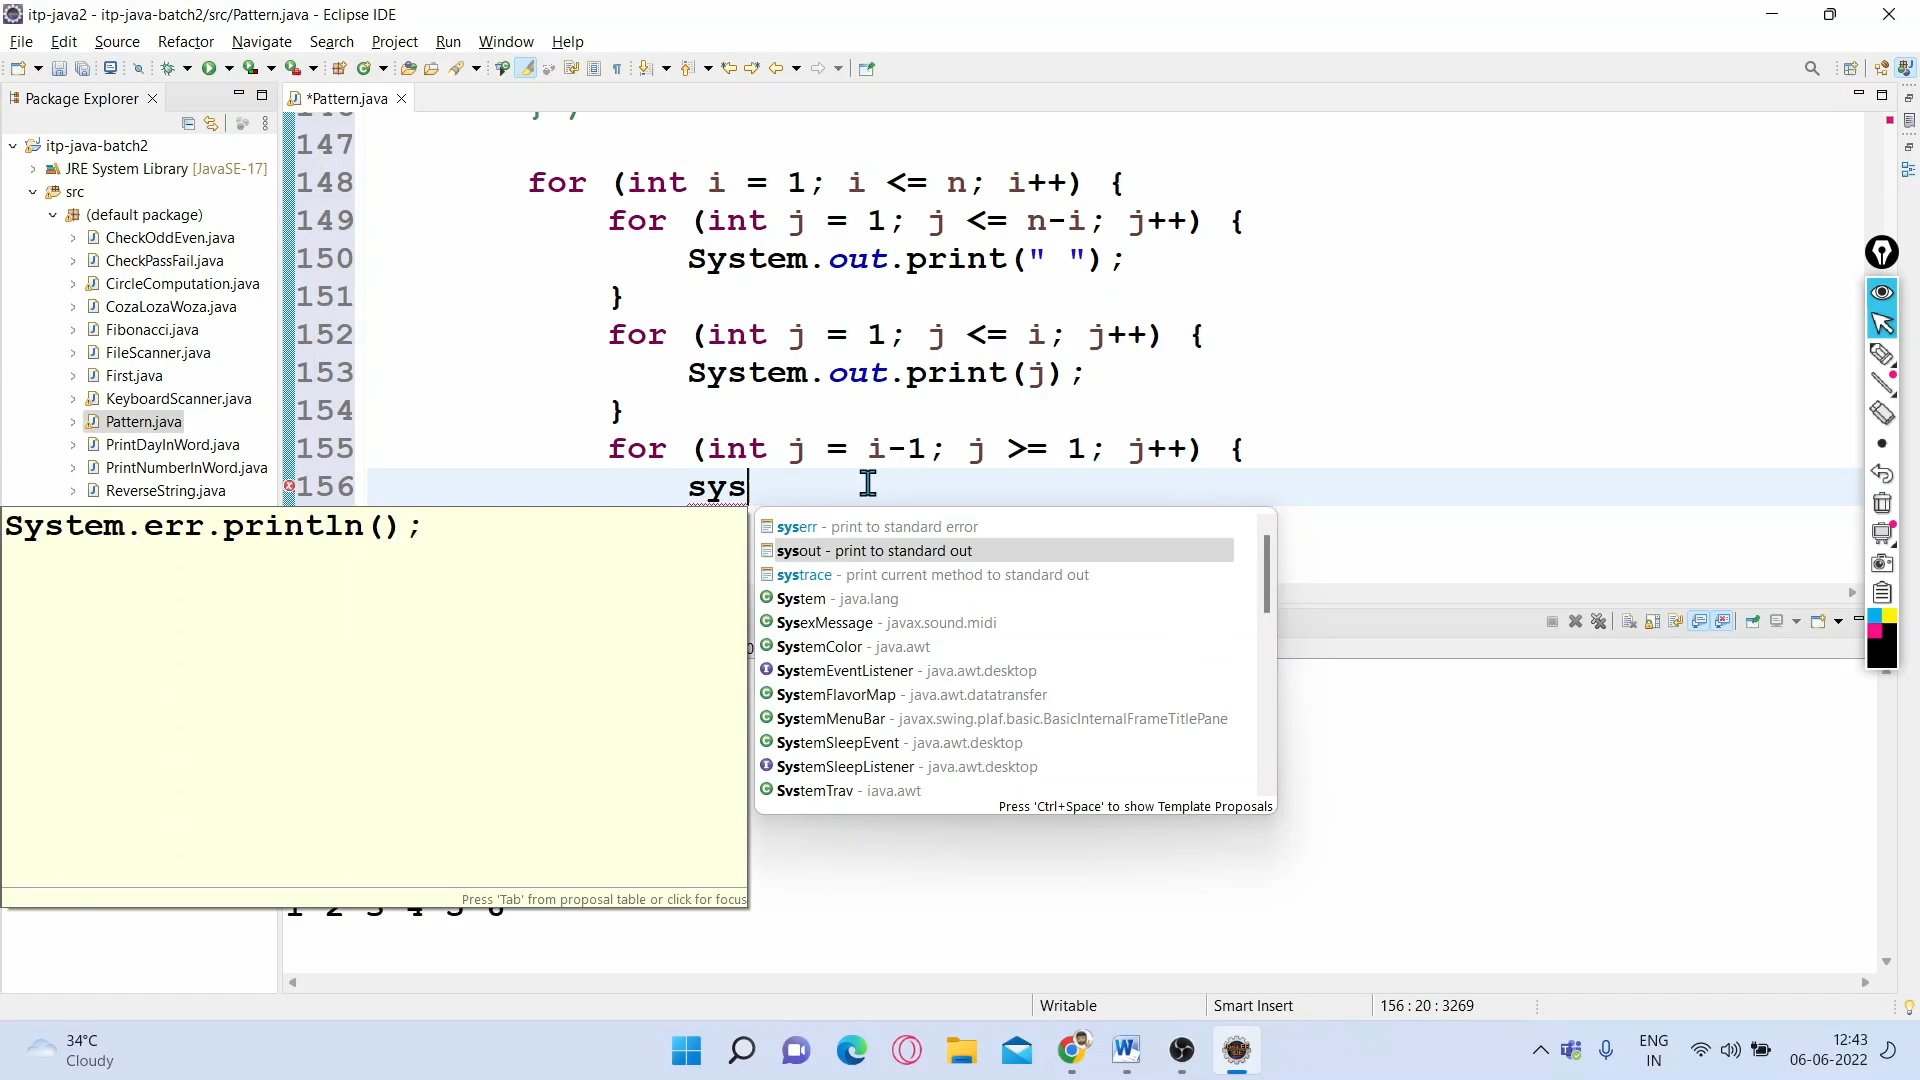 itp-java2 - itp-java-batch2/src/Pattern.java - Eclipse IDE
File Edit Source Refactor Navigate Search Project Run Window Help
Package Explorer
*Pattern.java
itp-java-batch2
JRE System Library [JavaSE-17]
src
(default package)
CheckOddEven.java
CheckPassFail.java
CircleComputation.java
CozaLozaWoza.java
Fibonacci.java
FileScanner.java
First.java
KeyboardScanner.java
Pattern.java
PrintDayInWord.java
PrintNumberInWord.java
ReverseString.java
147
148 for (int i = 1; i <= n; i++) {
149 for (int j = 1; j <= n-i; j++) {
150 System.out.print(" ");
151 }
152 for (int j = 1; j <= i; j++) {
153 System.out.print(j);
154 }
155 for (int j = i-1; j >= 1; j++) {
156 sys
System.err.println();
Press 'Tab' from proposal table or click for focus
syserr - print to standard error
sysout - print to standard out
systrace - print current method to standard out
System - java.lang
SysexMessage - javax.sound.midi
SystemColor - java.awt
SystemEventListener - java.awt.desktop
SystemFlavorMap - java.awt.datatransfer
SystemMenuBar - javax.swing.plaf.basic.BasicInternalFrameTitlePane
SystemSleepEvent - java.awt.desktop
SystemSleepListener - java.awt.desktop
SystemTray - java.awt
Press 'Ctrl+Space' to show Template Proposals
1 2 3 4 5 6
Writable
Smart Insert
156 : 20 : 3269
34°C
Cloudy
ENG
IN
12:43
06-06-2022